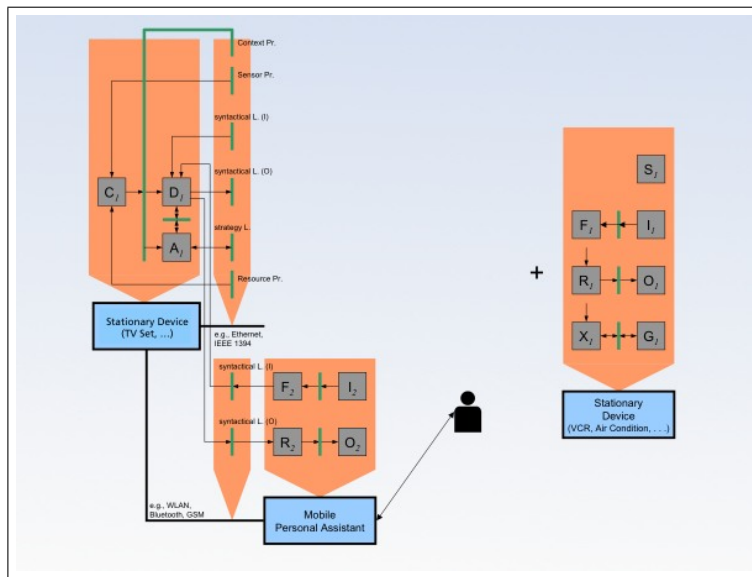 Context Pr.
Sensor Pr.
syntactical L. (I)
syntactical L. (O)
C1
D1
A1
strategy L.
Resource Pr.
Stationary Device
(TV Set, ...)
e.g., Ethernet,
IEEE 1394
syntactical L. (I)
F2
I2
syntactical L. (O)
R2
O2
e.g., WLAN,
Bluetooth, GSM
Mobile
Personal Assistant
+
S1
F1
I1
R1
O1
X1
G1
Stationary
Device
(VCR, Air Condition, . . .)